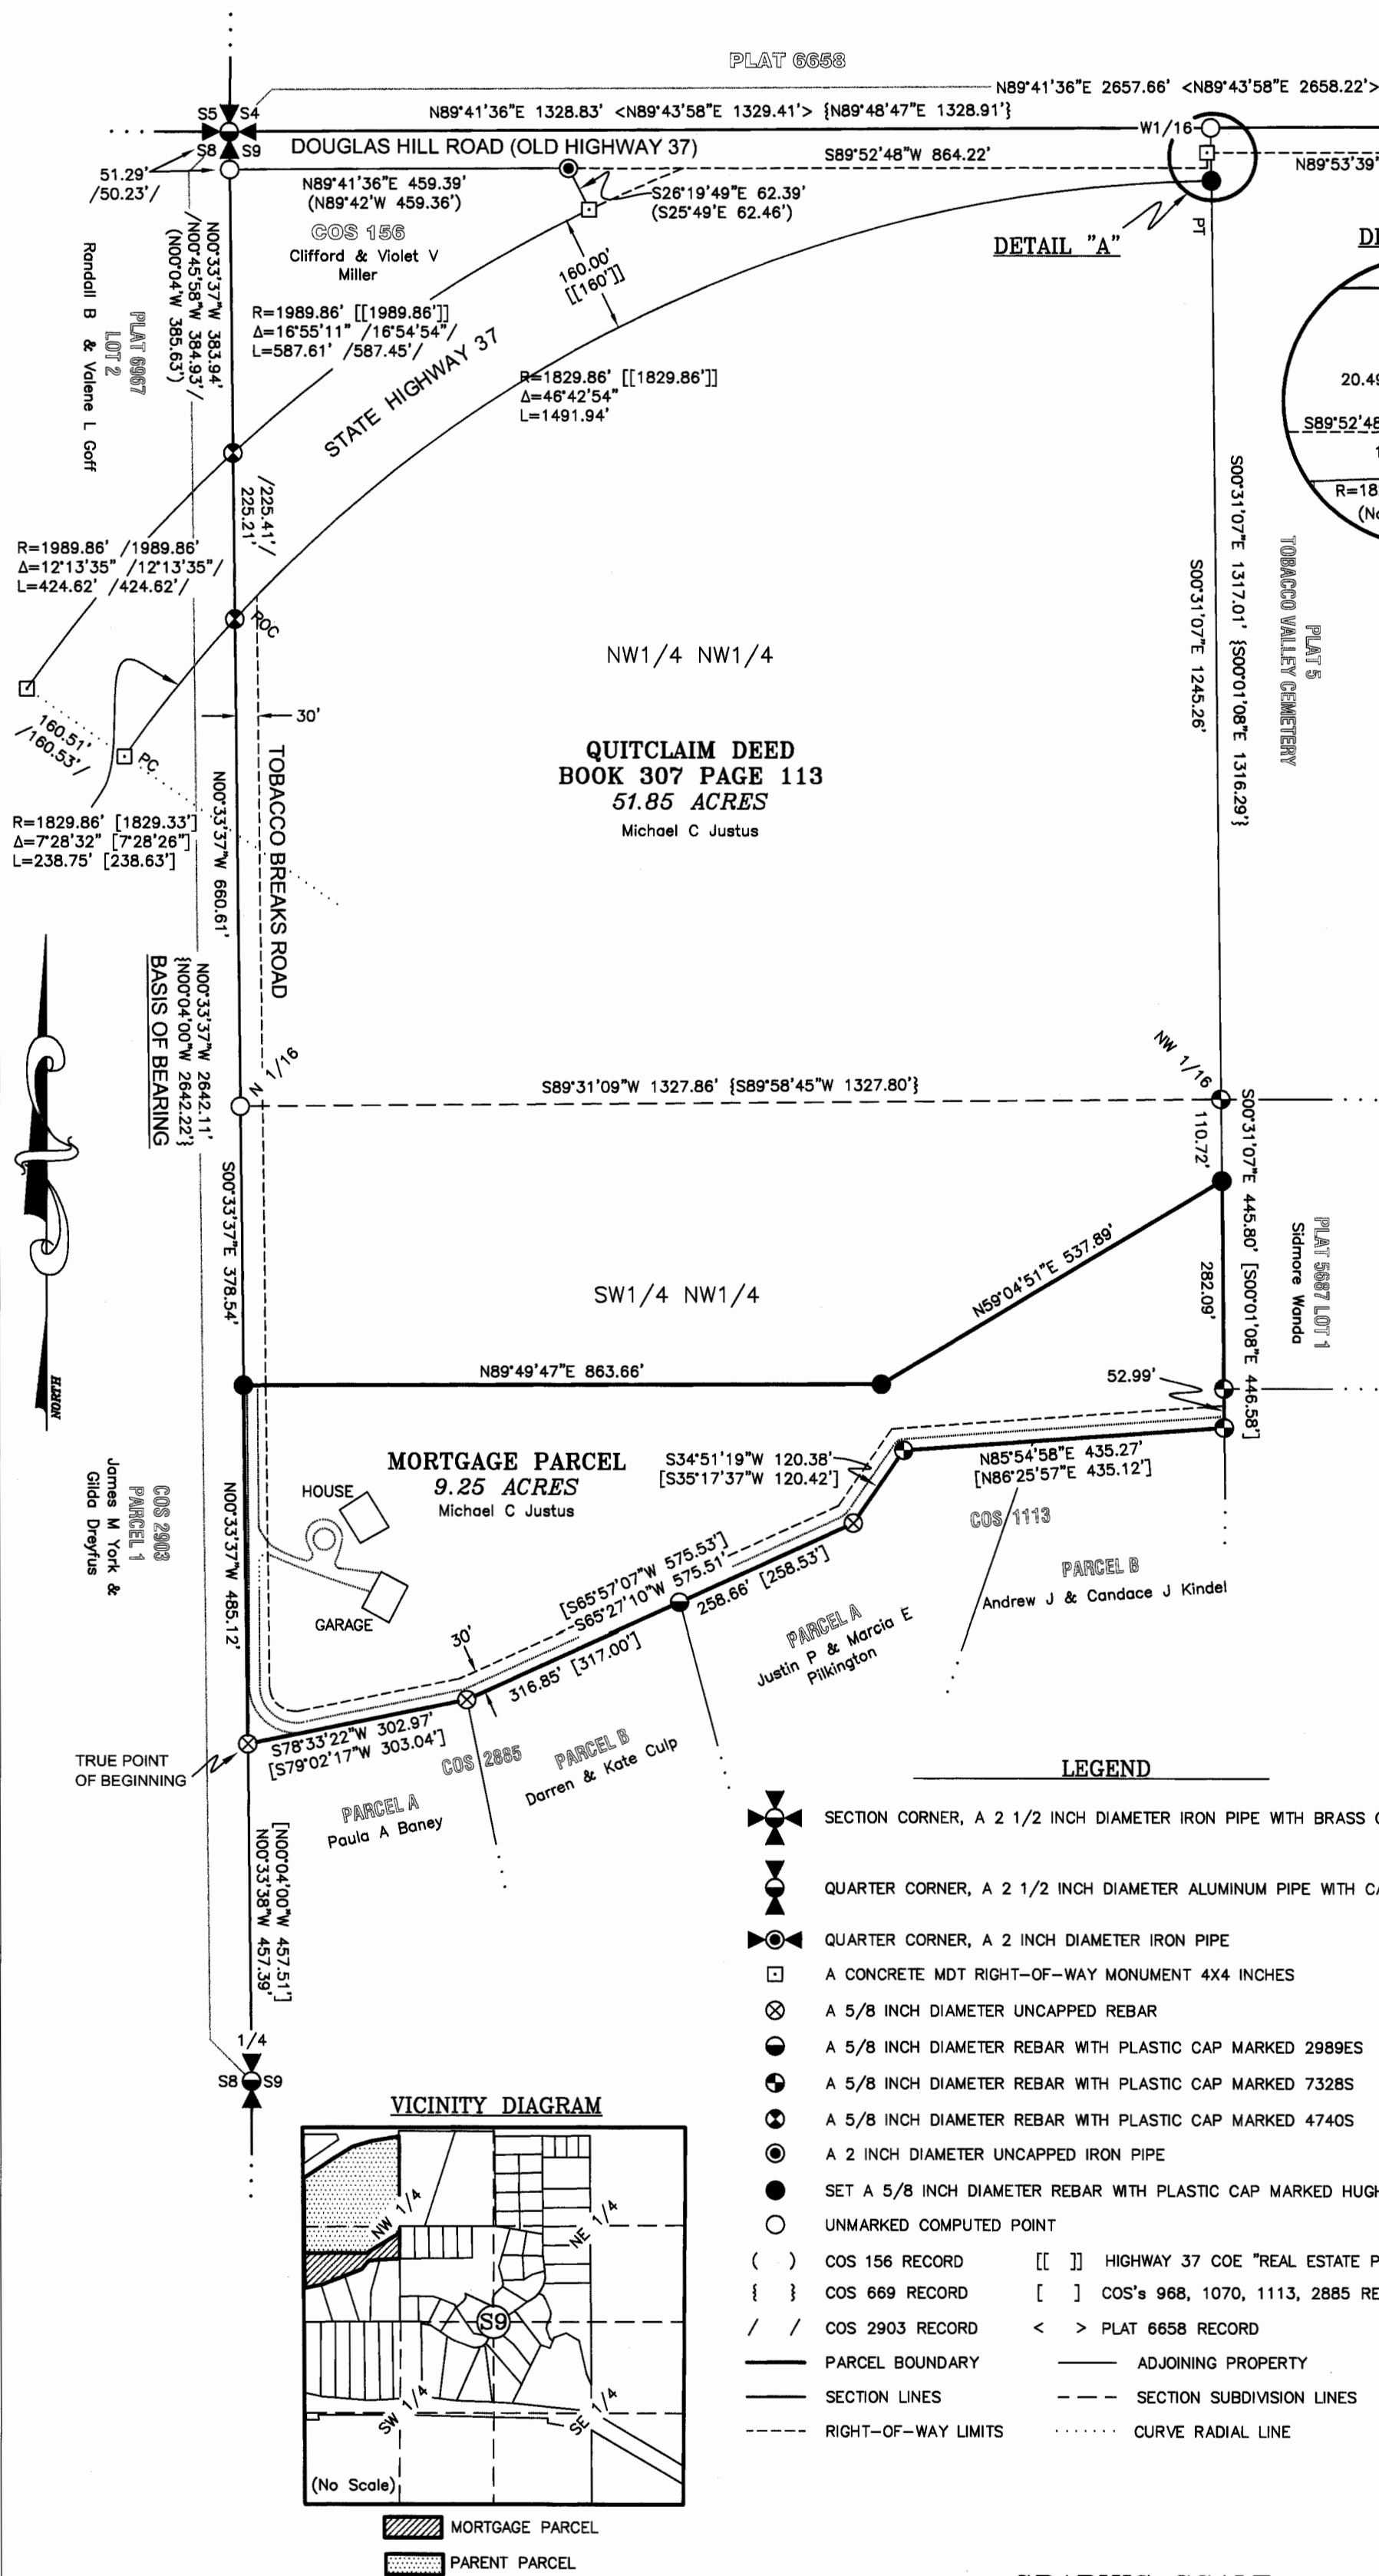 PLAT 6658
N89°41'36"E 2657.66' <N89°43'58"E 2658.22'>
N89°41'36"E 1328.83' <N89°43'58"E 1329.41'> {N89°48'47"E 1328.91'}
S5 S4
S8 S9
W1/16
DOUGLAS HILL ROAD (OLD HIGHWAY 37)
S89°52'48"W 864.22'
N89°53'39"
51.29'
/50.23'/
N89°41'36"E 459.39'
(N89°42'W 459.36')
S26°19'49"E 62.39'
(S25°49'E 62.46')
COS 156
Clifford & Violet V
Miller
PT
DETAIL "A"
160.00'
[[160']]
N00°33'37"W 383.94'
/N00°45'58"W 384.93'/
(N00°04'W 385.63')
PLAT 6967
LOT 2
Randall B & Valene L Goff
R=1989.86' [[1989.86']]
Δ=16°55'11" /16°54'54"/
L=587.61' /587.45'/
STATE HIGHWAY 37
R=1829.86' [[1829.86']]
Δ=46°42'54"
L=1491.94'
20.49
S89°52'48
R=18
/225.41'/
225.21'
S00°31'07"E 1317.01' {S00°01'08"E 1316.29'}
S00°31'07"E 1245.26'
PLAT 5
TOBACCO VALLEY CEMETERY
R=1989.86' /1989.86'
Δ=12°13'35" /12°13'35"/
L=424.62' /424.62'/
ROC
NW1/4 NW1/4
30'
160.51'
/160.53'/
PC
QUITCLAIM DEED
BOOK 307 PAGE 113
51.85 ACRES
Michael C Justus
R=1829.86' [1829.33']
Δ=7°28'32" [7°28'26"]
L=238.75' [238.63']
N00°33'37"W 660.61'
TOBACCO BREAKS ROAD
N00°33'37"W 2642.11'
{N00°04'00"W 2642.22'}
BASIS OF BEARING
N 1/16
NW 1/16
S89°31'09"W 1327.86' {S89°58'45"W 1327.80'}
110.72'
S00°31'07"E 445.80' [S00°01'08"E 446.58']
PLAT 5687 LOT 1
Sidmore Wanda
S00°33'37"E 378.54'
N59°04'51"E 537.89'
282.09'
SW1/4 NW1/4
NORTH
N89°49'47"E 863.66'
52.99'
MORTGAGE PARCEL
9.25 ACRES
Michael C Justus
S34°51'19"W 120.38'
[S35°17'37"W 120.42']
N85°54'58"E 435.27'
[N86°25'57"E 435.12']
HOUSE
GARAGE
N00°33'37"W 485.12'
COS 2903
PARCEL 1
James M York &
Gilda Dreyfus
COS 1113
PARCEL B
Andrew J & Candace J Kindel
[S65°57'07"W 575.53']
S65°27'10"W 575.51'
258.66' [258.53']
PARCEL A
Justin P & Marcia E
Pilkington
30'
316.85' [317.00']
S78°33'22"W 302.97'
[S79°02'17"W 303.04']
COS 2885
PARCEL B
Darren & Kate Culp
TRUE POINT
OF BEGINNING
PARCEL A
Paula A Baney
[N00°04'00"W 457.51']
N00°33'38"W 457.39'
1/4
S8 S9
LEGEND
SECTION CORNER, A 2 1/2 INCH DIAMETER IRON PIPE WITH BRASS
QUARTER CORNER, A 2 1/2 INCH DIAMETER ALUMINUM PIPE WITH
QUARTER CORNER, A 2 INCH DIAMETER IRON PIPE
A CONCRETE MDT RIGHT-OF-WAY MONUMENT 4X4 INCHES
A 5/8 INCH DIAMETER UNCAPPED REBAR
A 5/8 INCH DIAMETER REBAR WITH PLASTIC CAP MARKED 2989ES
A 5/8 INCH DIAMETER REBAR WITH PLASTIC CAP MARKED 7328S
A 5/8 INCH DIAMETER REBAR WITH PLASTIC CAP MARKED 4740S
A 2 INCH DIAMETER UNCAPPED IRON PIPE
SET A 5/8 INCH DIAMETER REBAR WITH PLASTIC CAP MARKED
UNMARKED COMPUTED POINT
( ) COS 156 RECORD [[ ]] HIGHWAY 37 COE "REAL ESTATE
{ } COS 669 RECORD [ ] COS's 968, 1070, 1113, 2885
/ / COS 2903 RECORD < > PLAT 6658 RECORD
PARCEL BOUNDARY ADJOINING PROPERTY
SECTION LINES SECTION SUBDIVISION LINES
RIGHT-OF-WAY LIMITS CURVE RADIAL LINE
VICINITY DIAGRAM
NW 1/4
NE 1/4
S9
SW 1/4
SE 1/4
(No Scale)
MORTGAGE PARCEL
PARENT PARCEL